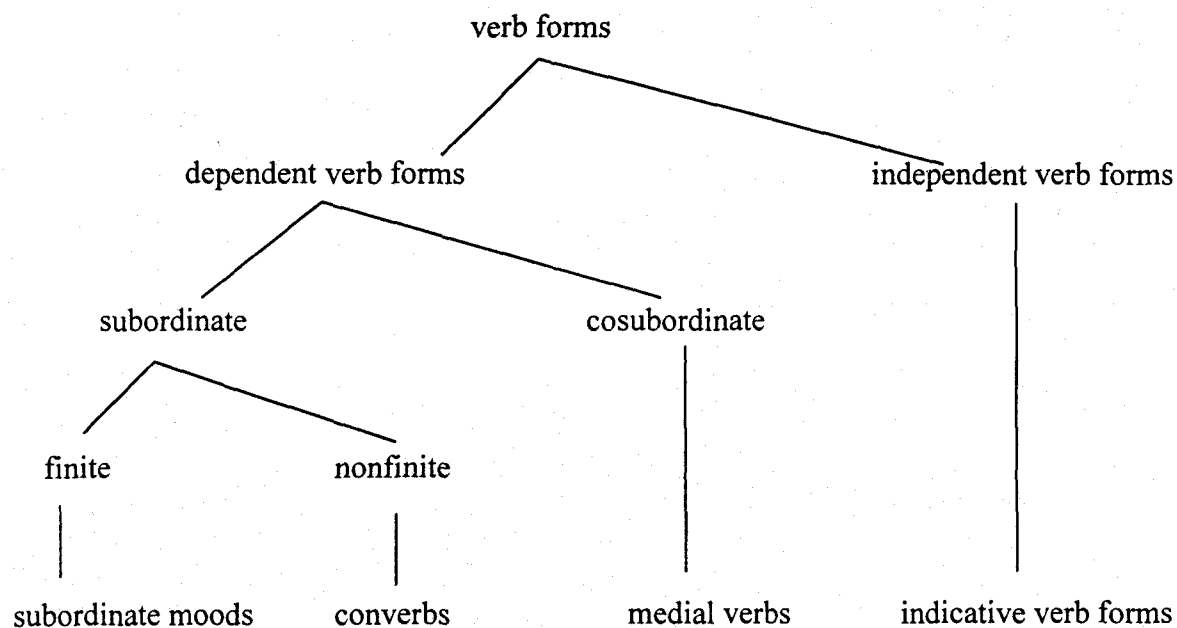 verb forms
dependent verb forms independent verb forms
subordinate cosubordinate
finite nonfinite
subordinate moods converbs medial verbs indicative verb forms